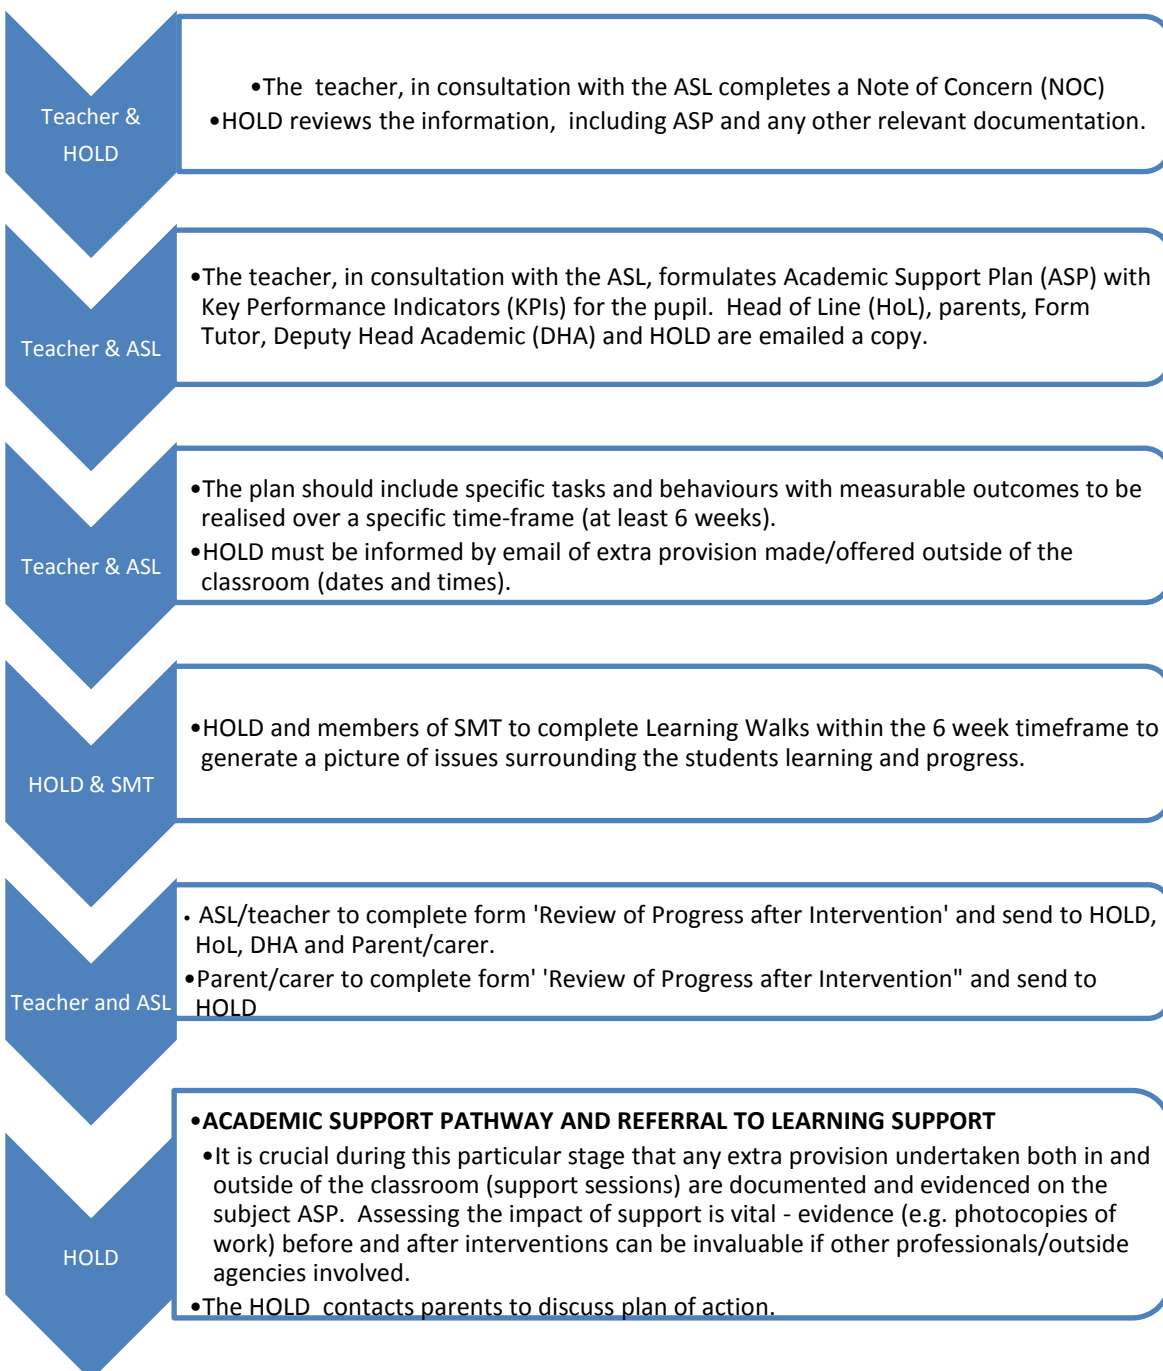 Teacher &
HOLD
•The  teacher, in consultation with the ASL completes a Note of Concern (NOC)
•HOLD reviews the information,  including ASP and any other relevant documentation.
Teacher & ASL
•The teacher, in consultation with the ASL, formulates Academic Support Plan (ASP) with
Key Performance Indicators (KPIs) for the pupil.  Head of Line (HoL), parents, Form
Tutor, Deputy Head Academic (DHA) and HOLD are emailed a copy.
Teacher & ASL
•The plan should include specific tasks and behaviours with measurable outcomes to be
realised over a specific time-frame (at least 6 weeks).
•HOLD must be informed by email of extra provision made/offered outside of the
classroom (dates and times).
HOLD & SMT
•HOLD and members of SMT to complete Learning Walks within the 6 week timeframe to
generate a picture of issues surrounding the students learning and progress.
Teacher and ASL
• ASL/teacher to complete form 'Review of Progress after Intervention' and send to HOLD,
HoL, DHA and Parent/carer.
•Parent/carer to complete form' 'Review of Progress after Intervention" and send to
HOLD
HOLD
•ACADEMIC SUPPORT PATHWAY AND REFERRAL TO LEARNING SUPPORT
•It is crucial during this particular stage that any extra provision undertaken both in and
outside of the classroom (support sessions) are documented and evidenced on the
subject ASP.  Assessing the impact of support is vital - evidence (e.g. photocopies of
work) before and after interventions can be invaluable if other professionals/outside
agencies involved.
•The HOLD  contacts parents to discuss plan of action.